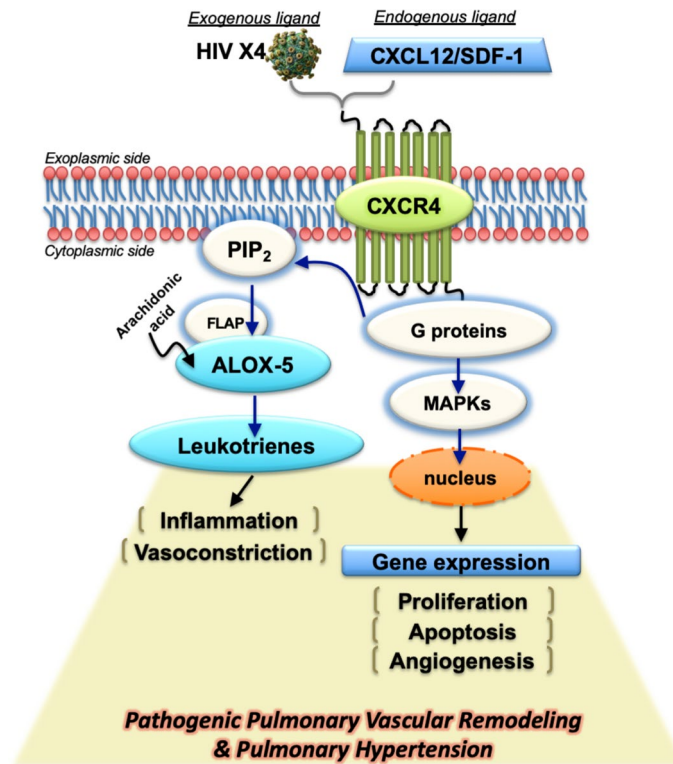 Exogenous ligand
Endogenous ligand
HIV X4
CXCL12/SDF-1
Exoplasmic side
CXCR4
Cytoplasmic side
PIP₂
Arachidonic
acid
FLAP
G proteins
ALOX-5
MAPKs
Leukotrienes
nucleus
Inflammation
Vasoconstriction
Gene expression
Proliferation
Apoptosis
Angiogenesis
Pathogenic Pulmonary Vascular Remodeling
& Pulmonary Hypertension